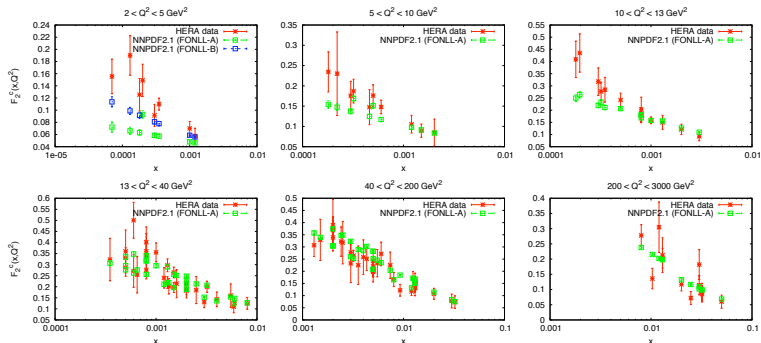 2 < Q² < 5 GeV²
F₂ᶜ(x,Q²)
0.24
0.22
0.2
0.18
0.16
0.14
0.12
0.1
0.08
0.06
0.04
HERA data
NNPDF2.1 (FONLL-A)
NNPDF2.1 (FONLL-B)
1e-05 0.0001 0.001 0.01
x
5 < Q² < 10 GeV²
0.35
0.3
0.25
0.2
0.15
0.1
0.05
HERA data
NNPDF2.1 (FONLL-A)
0.0001 0.001 0.01
x
10 < Q² < 13 GeV²
0.55
0.5
0.45
0.4
0.35
0.3
0.25
0.2
0.15
0.1
0.05
HERA data
NNPDF2.1 (FONLL-A)
0.0001 0.001 0.01
x
13 < Q² < 40 GeV²
F₂ᶜ(x,Q²)
0.6
0.55
0.5
0.45
0.4
0.35
0.3
0.25
0.2
0.15
0.1
0.05
HERA data
NNPDF2.1 (FONLL-A)
0.0001 0.001 0.01
x
40 < Q² < 200 GeV²
0.5
0.45
0.4
0.35
0.3
0.25
0.2
0.15
0.1
0.05
0
HERA data
NNPDF2.1 (FONLL-A)
0.001 0.01 0.1
x
200 < Q² < 3000 GeV²
0.4
0.3
0.2
0.1
0
HERA data
NNPDF2.1 (FONLL-A)
0.001 0.01 0.1
x